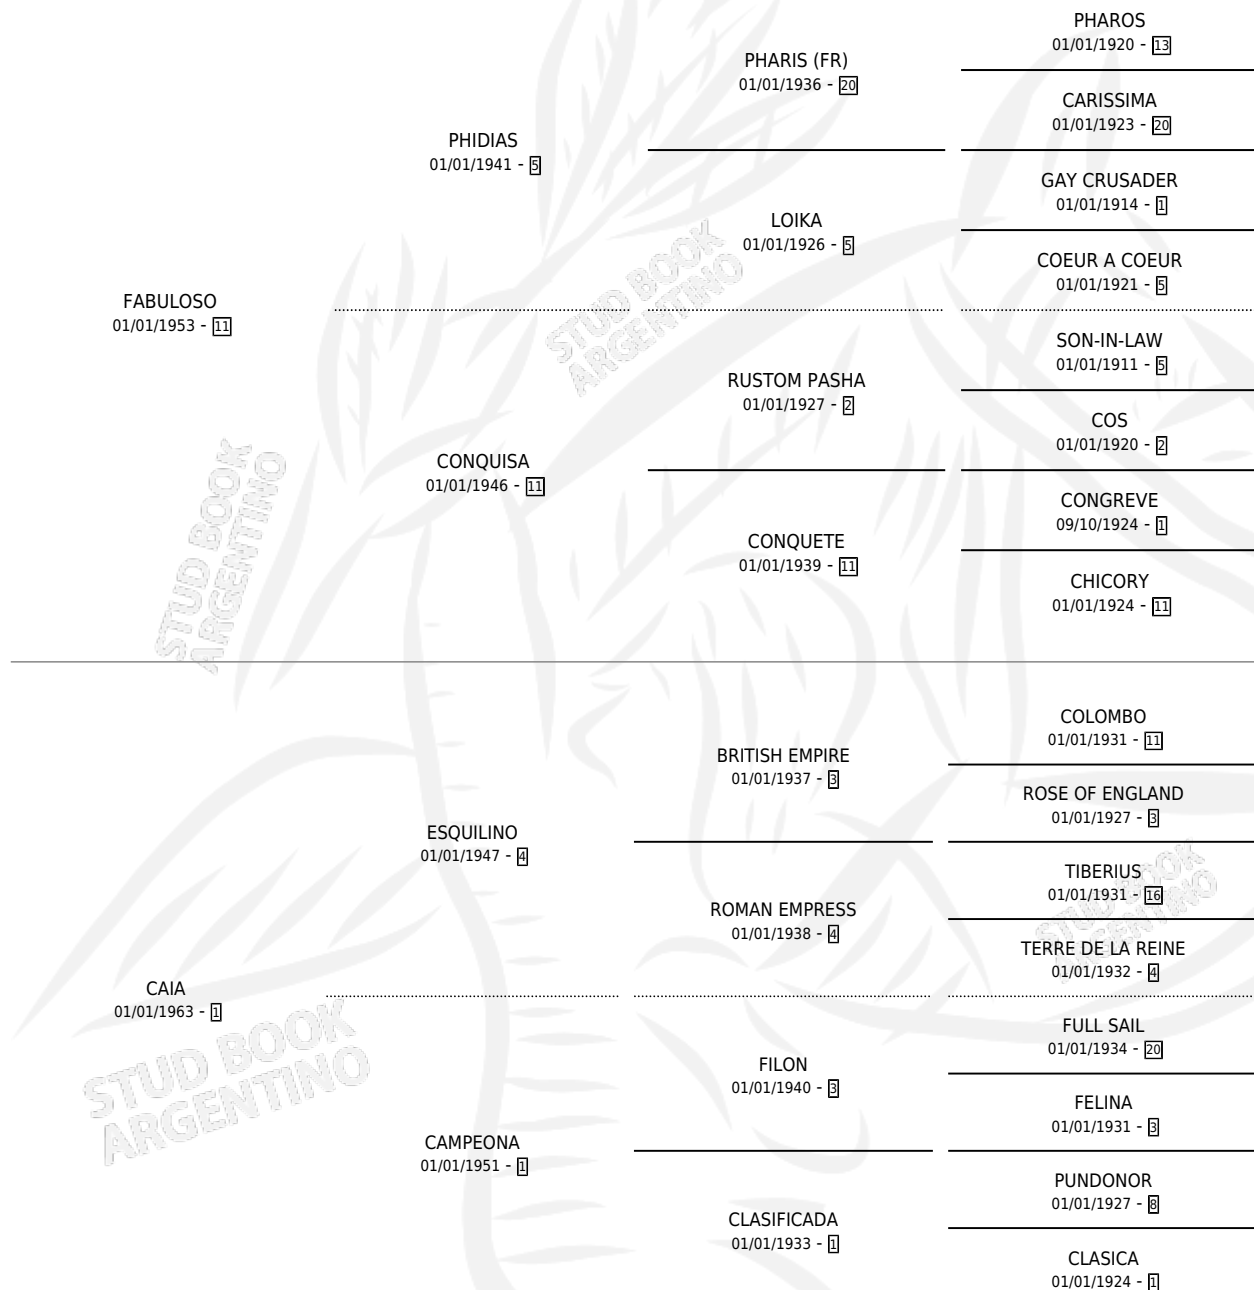 PHAROS
01/01/1920 - 13
PHARIS (FR)
01/01/1936 - 20
CARISSIMA
01/01/1923 - 20
PHIDIAS
01/01/1941 - 5
GAY CRUSADER
01/01/1914 - 1
LOIKA
01/01/1926 - 5
COEUR A COEUR
01/01/1921 - 5
FABULOSO
01/01/1953 - 11
SON-IN-LAW
01/01/1911 - 5
RUSTOM PASHA
01/01/1927 - 2
COS
01/01/1920 - 2
CONQUISA
01/01/1946 - 11
CONGREVE
09/10/1924 - 1
CONQUETE
01/01/1939 - 11
CHICORY
01/01/1924 - 11
COLOMBO
01/01/1931 - 11
BRITISH EMPIRE
01/01/1937 - 3
ROSE OF ENGLAND
01/01/1927 - 3
ESQUILINO
01/01/1947 - 4
TIBERIUS
01/01/1931 - 16
ROMAN EMPRESS
01/01/1938 - 4
TERRE DE LA REINE
01/01/1932 - 4
CAIA
01/01/1963 - 1
FULL SAIL
01/01/1934 - 20
FILON
01/01/1940 - 3
FELINA
01/01/1931 - 3
CAMPEONA
01/01/1951 - 1
PUNDONOR
01/01/1927 - 8
CLASIFICADA
01/01/1933 - 1
CLASICA
01/01/1924 - 1
STUD BOOK
ARGENTINO
STUD BOOK
ARGENTINO
STUD BOOK
ARGENTINO
STUD BOOK
ARGENTINO